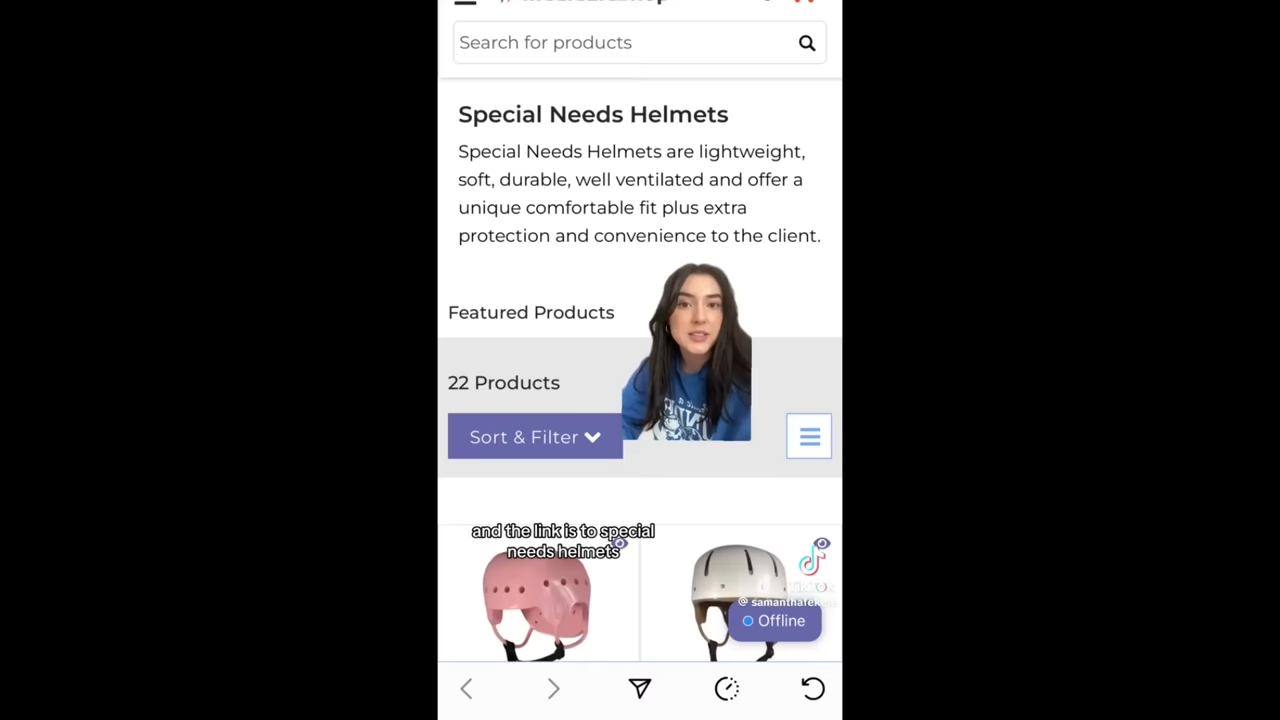 Search for products
Special Needs Helmets
Special Needs Helmets are lightweight,
soft, durable, well ventilated and offer a
unique comfortable fit plus extra
protection and convenience to the client.
Featured Products
22 Products
Sort & Filter
and the link is to special
needs helmets
TikTok
Offline